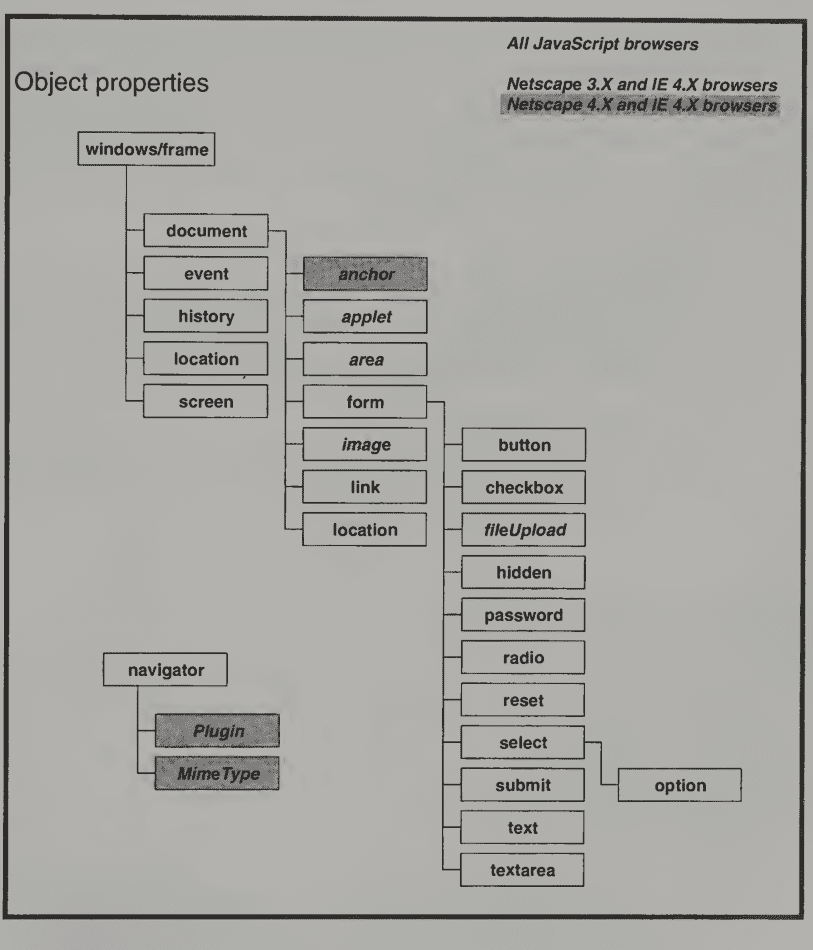 All JavaScript browsers
Object properties
Netscape 3.X and IE 4.X browsers
Netscape 4.X and IE 4.X browsers
windows/frame
document
event
history
location
screen
anchor
applet
area
form
image
link
location
button
checkbox
fileUpload
hidden
password
radio
reset
select
submit
text
textarea
option
navigator
Plugin
MimeType